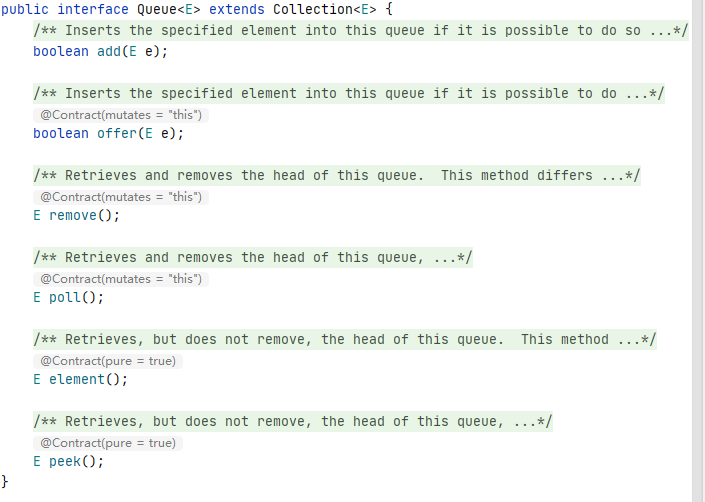 public interface Queue<E> extends Collection<E> {
/** Inserts the specified element into this queue if it is possible to do so ...*/
boolean add(E e);
/** Inserts the specified element into this queue if it is possible to do ...*/
@Contract(mutates = "this")
boolean offer(E e);
/** Retrieves and removes the head of this queue.  This method differs ...*/
@Contract(mutates = "this")
E remove();
/** Retrieves and removes the head of this queue, ...*/
@Contract(mutates = "this")
E poll();
/** Retrieves, but does not remove, the head of this queue.  This method ...*/
@Contract(pure = true)
E element();
/** Retrieves, but does not remove, the head of this queue, ...*/
@Contract(pure = true)
E peek();
}